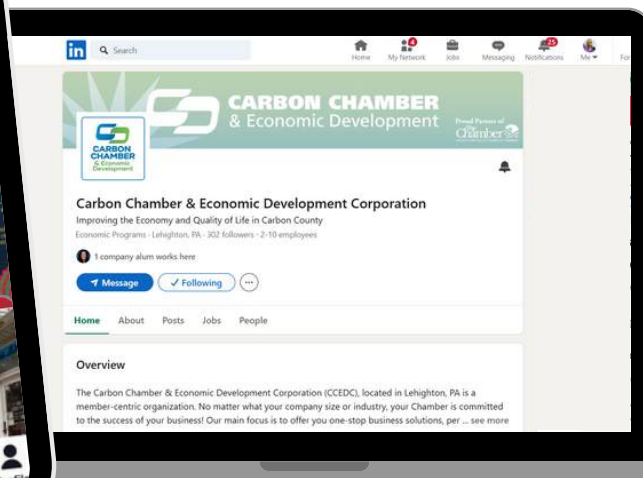 in
Search
Home
My Network
4
Jobs
Messaging
Notifications
25
Me
For
CARBON CHAMBER
& Economic Development
Proud Partner of
Chamber
CARBON
CHAMBER
& Economic
Development
Carbon Chamber & Economic Development Corporation
Improving the Economy and Quality of Life in Carbon County
Economic Programs · Lehighton, PA · 302 followers · 2-10 employees
1 company alum works here
Message
Following
Home About Posts Jobs People
Overview
The Carbon Chamber & Economic Development Corporation (CCEDC), located in Lehighton, PA is a
member-centric organization. No matter what your company size or industry, your Chamber is committed
to the success of your business! Our main focus is to offer you one-stop business solutions, per ... see more